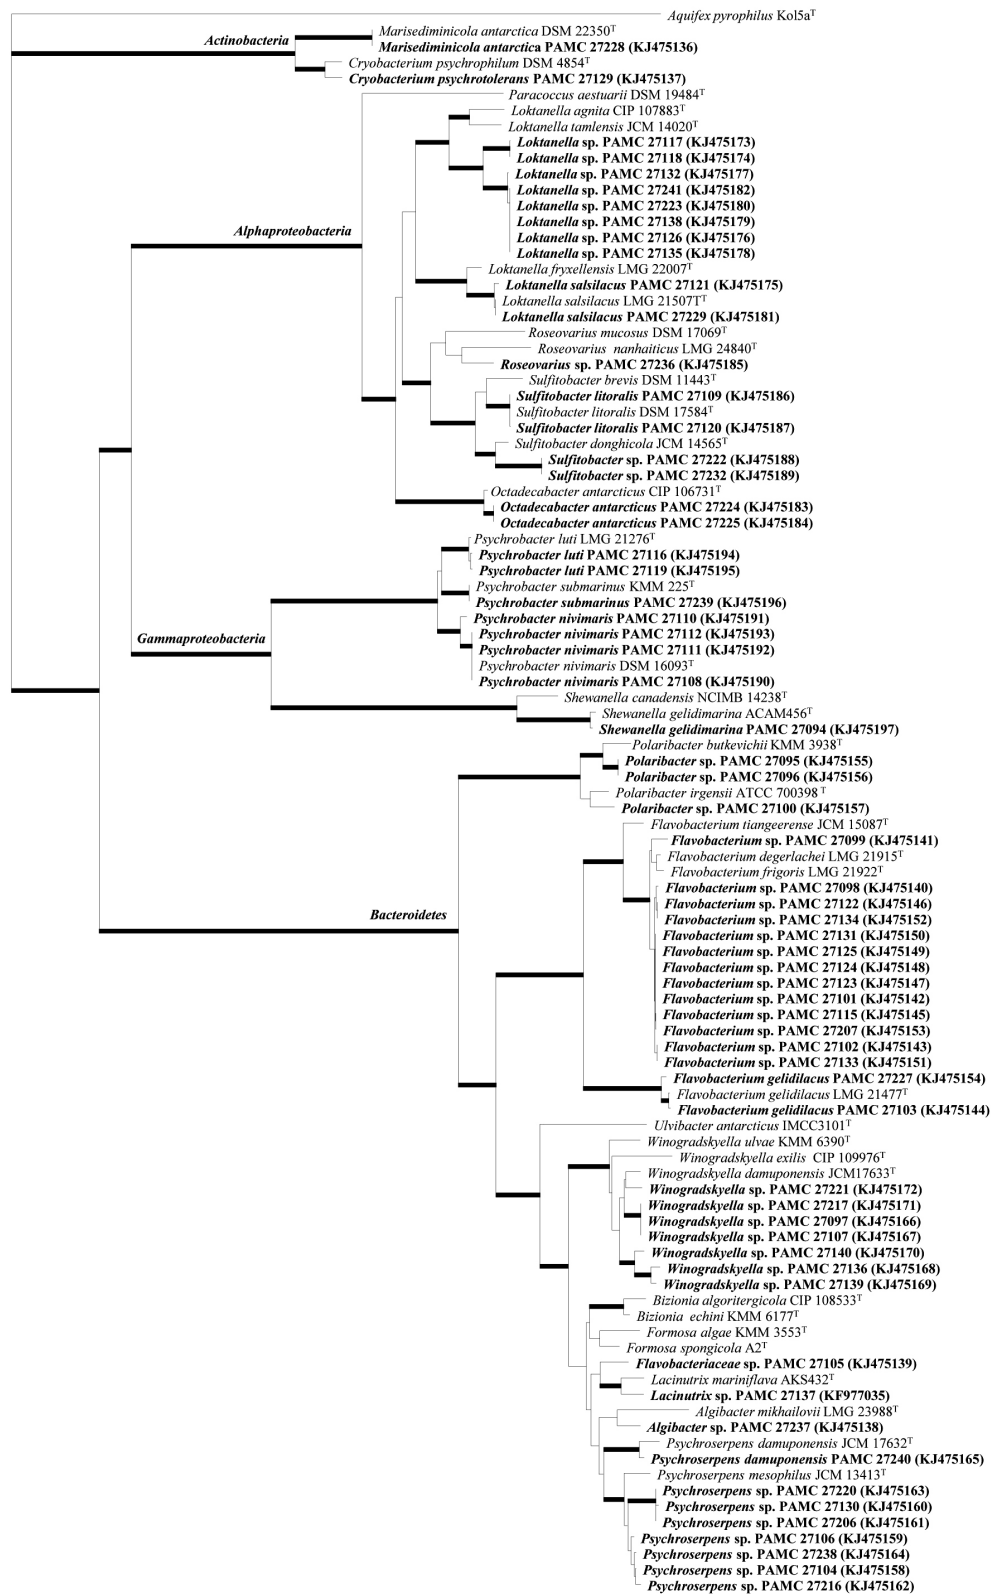 Aquifex pyrophilus Kol5aᵀ
Marisediminicola antarctica DSM 22350ᵀ
Actinobacteria
Marisediminicola antarctica PAMC 27228 (KJ475136)
Cryobacterium psychrophilum DSM 4854ᵀ
Cryobacterium psychrotolerans PAMC 27129 (KJ475137)
Paracoccus aestuarii DSM 19484ᵀ
Loktanella agnita CIP 107883ᵀ
Loktanella tamlensis JCM 14020ᵀ
Loktanella sp. PAMC 27117 (KJ475173)
Loktanella sp. PAMC 27118 (KJ475174)
Loktanella sp. PAMC 27132 (KJ475177)
Loktanella sp. PAMC 27241 (KJ475182)
Loktanella sp. PAMC 27223 (KJ475180)
Loktanella sp. PAMC 27138 (KJ475179)
Alphaproteobacteria
Loktanella sp. PAMC 27126 (KJ475176)
Loktanella sp. PAMC 27135 (KJ475178)
Loktanella fryxellensis LMG 22007ᵀ
Loktanella salsilacus PAMC 27121 (KJ475175)
Loktanella salsilacus LMG 21507Tᵀ
Loktanella salsilacus PAMC 27229 (KJ475181)
Roseovarius mucosus DSM 17069ᵀ
Roseovarius nanhaiticus LMG 24840ᵀ
Roseovarius sp. PAMC 27236 (KJ475185)
Sulfitobacter brevis DSM 11443ᵀ
Sulfitobacter litoralis PAMC 27109 (KJ475186)
Sulfitobacter litoralis DSM 17584ᵀ
Sulfitobacter litoralis PAMC 27120 (KJ475187)
Sulfitobacter donghicola JCM 14565ᵀ
Sulfitobacter sp. PAMC 27222 (KJ475188)
Sulfitobacter sp. PAMC 27232 (KJ475189)
Octadecabacter antarcticus CIP 106731ᵀ
Octadecabacter antarcticus PAMC 27224 (KJ475183)
Octadecabacter antarcticus PAMC 27225 (KJ475184)
Psychrobacter luti LMG 21276ᵀ
Psychrobacter luti PAMC 27116 (KJ475194)
Psychrobacter luti PAMC 27119 (KJ475195)
Psychrobacter submarinus KMM 225ᵀ
Psychrobacter submarinus PAMC 27239 (KJ475196)
Psychrobacter nivimaris PAMC 27110 (KJ475191)
Gammaproteobacteria
Psychrobacter nivimaris PAMC 27112 (KJ475193)
Psychrobacter nivimaris PAMC 27111 (KJ475192)
Psychrobacter nivimaris DSM 16093ᵀ
Psychrobacter nivimaris PAMC 27108 (KJ475190)
Shewanella canadensis NCIMB 14238ᵀ
Shewanella gelidimarina ACAM456ᵀ
Shewanella gelidimarina PAMC 27094 (KJ475197)
Polaribacter butkevichii KMM 3938ᵀ
Polaribacter sp. PAMC 27095 (KJ475155)
Polaribacter sp. PAMC 27096 (KJ475156)
Polaribacter irgensii ATCC 700398 ᵀ
Polaribacter sp. PAMC 27100 (KJ475157)
Flavobacterium tiangeerense JCM 15087ᵀ
Flavobacterium sp. PAMC 27099 (KJ475141)
Flavobacterium degerlachei LMG 21915ᵀ
Flavobacterium frigoris LMG 21922ᵀ
Flavobacterium sp. PAMC 27098 (KJ475140)
Flavobacterium sp. PAMC 27122 (KJ475146)
Bacteroidetes
Flavobacterium sp. PAMC 27134 (KJ475152)
Flavobacterium sp. PAMC 27131 (KJ475150)
Flavobacterium sp. PAMC 27125 (KJ475149)
Flavobacterium sp. PAMC 27124 (KJ475148)
Flavobacterium sp. PAMC 27123 (KJ475147)
Flavobacterium sp. PAMC 27101 (KJ475142)
Flavobacterium sp. PAMC 27115 (KJ475145)
Flavobacterium sp. PAMC 27207 (KJ475153)
Flavobacterium sp. PAMC 27102 (KJ475143)
Flavobacterium sp. PAMC 27133 (KJ475151)
Flavobacterium gelidilacus PAMC 27227 (KJ475154)
Flavobacterium gelidilacus LMG 21477ᵀ
Flavobacterium gelidilacus PAMC 27103 (KJ475144)
Ulvibacter antarcticus IMCC3101ᵀ
Winogradskyella ulvae KMM 6390ᵀ
Winogradskyella exilis CIP 109976ᵀ
Winogradskyella damuponensis JCM17633ᵀ
Winogradskyella sp. PAMC 27221 (KJ475172)
Winogradskyella sp. PAMC 27217 (KJ475171)
Winogradskyella sp. PAMC 27097 (KJ475166)
Winogradskyella sp. PAMC 27107 (KJ475167)
Winogradskyella sp. PAMC 27140 (KJ475170)
Winogradskyella sp. PAMC 27136 (KJ475168)
Winogradskyella sp. PAMC 27139 (KJ475169)
Bizionia algoritergicola CIP 108533ᵀ
Bizionia echini KMM 6177ᵀ
Formosa algae KMM 3553ᵀ
Formosa spongicola A2ᵀ
Flavobacteriaceae sp. PAMC 27105 (KJ475139)
Lacinutrix mariniflava AKS432ᵀ
Lacinutrix sp. PAMC 27137 (KF977035)
Algibacter mikhailovii LMG 23988ᵀ
Algibacter sp. PAMC 27237 (KJ475138)
Psychroserpens damuponensis JCM 17632ᵀ
Psychroserpens damuponensis PAMC 27240 (KJ475165)
Psychroserpens mesophilus JCM 13413ᵀ
Psychroserpens sp. PAMC 27220 (KJ475163)
Psychroserpens sp. PAMC 27130 (KJ475160)
Psychroserpens sp. PAMC 27206 (KJ475161)
Psychroserpens sp. PAMC 27106 (KJ475159)
Psychroserpens sp. PAMC 27238 (KJ475164)
Psychroserpens sp. PAMC 27104 (KJ475158)
Psychroserpens sp. PAMC 27216 (KJ475162)